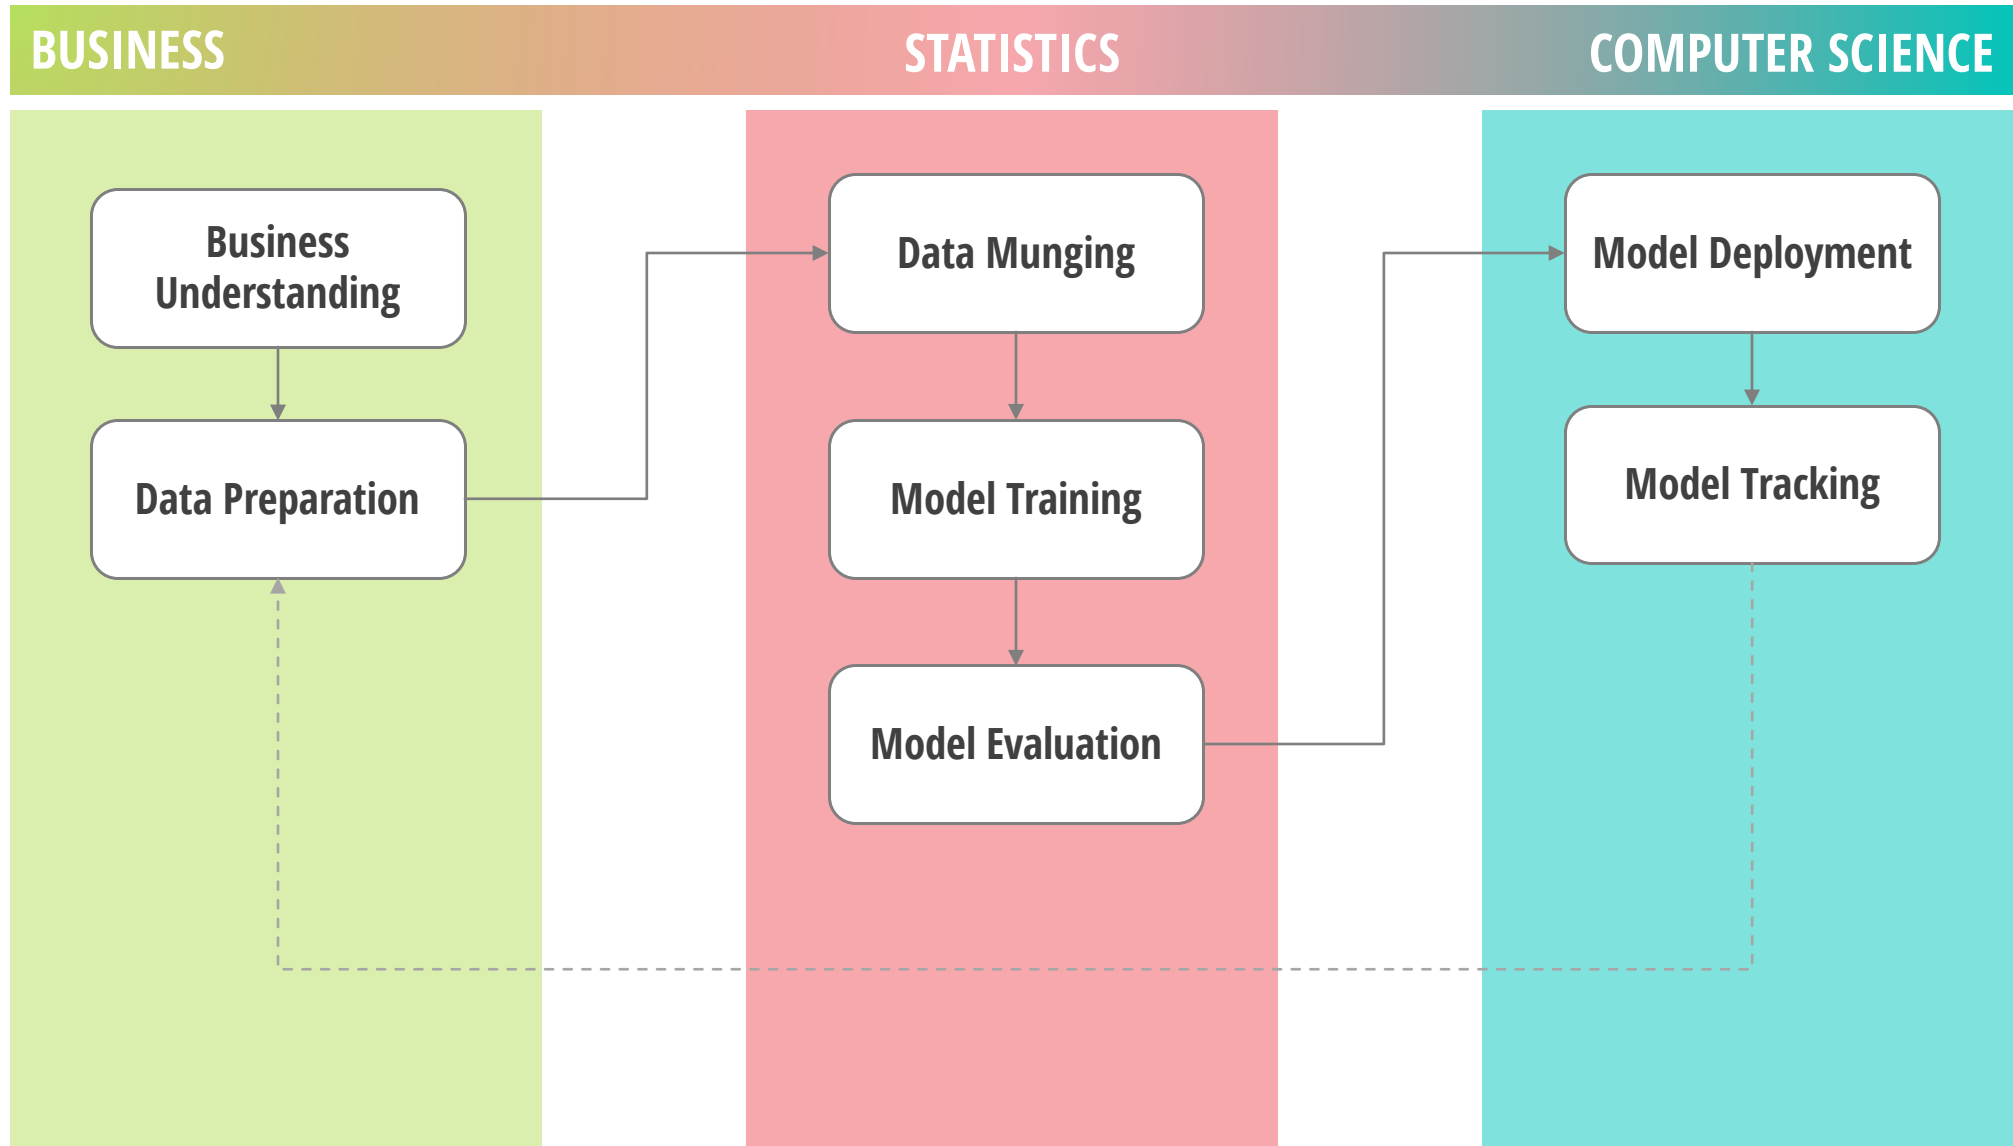 BUSINESS
STATISTICS
COMPUTER SCIENCE
Business
Understanding
Data Preparation
Data Munging
Model Training
Model Evaluation
Model Deployment
Model Tracking